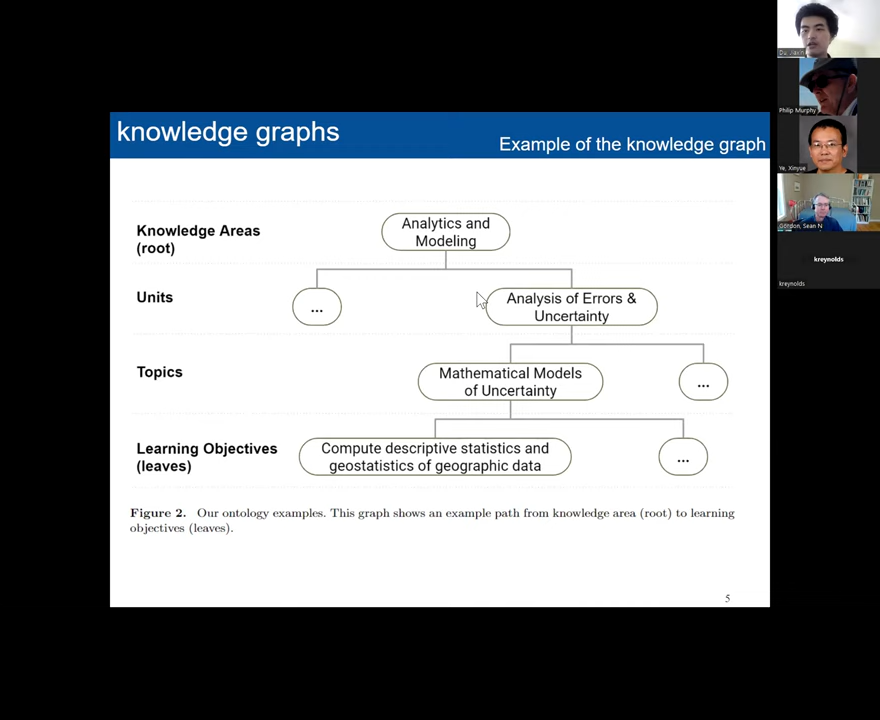 knowledge graphs
Example of the knowledge graph
Knowledge Areas
(root)
Analytics and
Modeling
Units
...
Analysis of Errors &
Uncertainty
Topics
Mathematical Models
of Uncertainty
...
Learning Objectives
(leaves)
Compute descriptive statistics and
geostatistics of geographic data
...
Figure 2. Our ontology examples. This graph shows an example path from knowledge area (root) to learning
objectives (leaves).
5
Philip Murphy
Ye, Xinyue
Gordon, Sean N
kreynolds
kreynolds